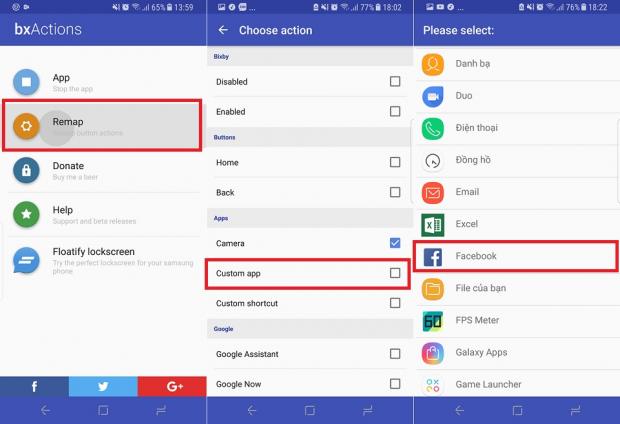 65% 13:59
bxActions
App
Stop the app
Remap
button actions
Donate
Buy me a beer
Help
Support and beta releases
Floatify lockscreen
Try the perfect lockscreen for your samsung
phone
f
G+
77% 18:02
Choose action
Bixby
Disabled
Enabled
Buttons
Home
Back
Apps
Camera
Custom app
Custom shortcut
Google
Google Assistant
Google Now
76% 18:22
Please select:
Danh bạ
Duo
Điện thoại
Đồng hồ
Email
Excel
Facebook
File của bạn
60
FPS Meter
Galaxy Apps
Game Launcher